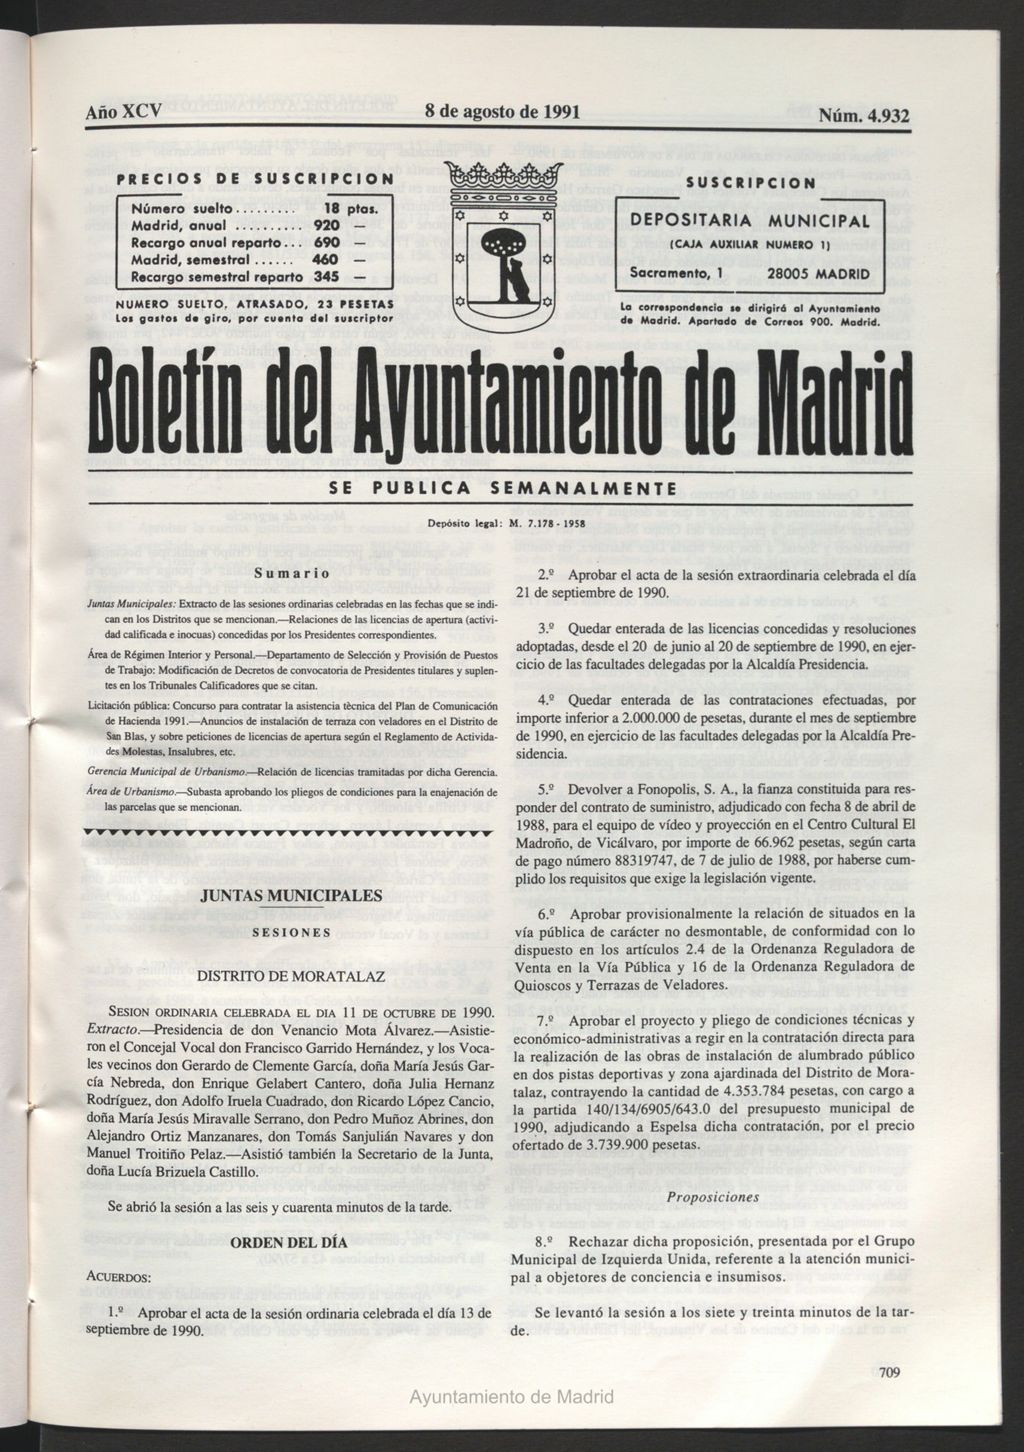 Año XCV
8 de agosto de 1991
Núm. 4.932
PRECIOS DE SUSCRIPCION
Número suelto......... 18 ptas.
Madrid, anual .......... 920 —
Recargo anual reparto... 690 —
Madrid, semestral ...... 460 —
Recargo semestral reparto 345 —
NUMERO SUELTO, ATRASADO, 23 PESETAS
Los gastos de giro, por cuenta del suscriptor
SUSCRIPCION
DEPOSITARIA MUNICIPAL
(CAJA AUXILIAR NUMERO 1)
Sacramento, 1 28005 MADRID
La correspondencia se dirigirá al Ayuntamiento
de Madrid. Apartado de Correos 900. Madrid.
Boletín del Ayuntamiento de Madrid
SE PUBLICA SEMANALMENTE
Depósito legal: M. 7.178 - 1958
Sumario
Juntas Municipales: Extracto de las sesiones ordinarias celebradas en las fechas que se indi-
can en los Distritos que se mencionan.—Relaciones de las licencias de apertura (activi-
dad calificada e inocuas) concedidas por los Presidentes correspondientes.
Área de Régimen Interior y Personal.—Departamento de Selección y Provisión de Puestos
de Trabajo: Modificación de Decretos de convocatoria de Presidentes titulares y suplen-
tes en los Tribunales Calificadores que se citan.
Licitación pública: Concurso para contratar la asistencia tècnica del Plan de Comunicación
de Hacienda 1991.—Anuncios de instalación de terraza con veladores en el Distrito de
San Blas, y sobre peticiones de licencias de apertura según el Reglamento de Activida-
des Molestas, Insalubres, etc.
Gerencia Municipal de Urbanismo.—Relación de licencias tramitadas por dicha Gerencia.
Área de Urbanismo.—Subasta aprobando los pliegos de condiciones para la enajenación de
las parcelas que se mencionan.
JUNTAS MUNICIPALES
SESIONES
DISTRITO DE MORATALAZ
SESION ORDINARIA CELEBRADA EL DIA 11 DE OCTUBRE DE 1990.
Extracto.—Presidencia de don Venancio Mota Álvarez.—Asistie-
ron el Concejal Vocal don Francisco Garrido Hernández, y los Voca-
les vecinos don Gerardo de Clemente García, doña María Jesús Gar-
cía Nebreda, don Enrique Gelabert Cantero, doña Julia Hernanz
Rodríguez, don Adolfo Iruela Cuadrado, don Ricardo López Cancio,
doña María Jesús Miravalle Serrano, don Pedro Muñoz Abrines, don
Alejandro Ortiz Manzanares, don Tomás Sanjulián Navares y don
Manuel Troitiño Pelaz.—Asistió también la Secretario de la Junta,
doña Lucía Brizuela Castillo.
Se abrió la sesión a las seis y cuarenta minutos de la tarde.
ORDEN DEL DÍA
ACUERDOS:
1.º Aprobar el acta de la sesión ordinaria celebrada el día 13 de
septiembre de 1990.
2.º Aprobar el acta de la sesión extraordinaria celebrada el día
21 de septiembre de 1990.
3.º Quedar enterada de las licencias concedidas y resoluciones
adoptadas, desde el 20 de junio al 20 de septiembre de 1990, en ejer-
cicio de las facultades delegadas por la Alcaldía Presidencia.
4.º Quedar enterada de las contrataciones efectuadas, por
importe inferior a 2.000.000 de pesetas, durante el mes de septiembre
de 1990, en ejercicio de las facultades delegadas por la Alcaldía Pre-
sidencia.
5.º Devolver a Fonopolis, S. A., la fianza constituida para res-
ponder del contrato de suministro, adjudicado con fecha 8 de abril de
1988, para el equipo de vídeo y proyección en el Centro Cultural El
Madroño, de Vicálvaro, por importe de 66.962 pesetas, según carta
de pago número 88319747, de 7 de julio de 1988, por haberse cum-
plido los requisitos que exige la legislación vigente.
6.º Aprobar provisionalmente la relación de situados en la
vía pública de carácter no desmontable, de conformidad con lo
dispuesto en los artículos 2.4 de la Ordenanza Reguladora de
Venta en la Vía Pública y 16 de la Ordenanza Reguladora de
Quioscos y Terrazas de Veladores.
7.º Aprobar el proyecto y pliego de condiciones técnicas y
económico-administrativas a regir en la contratación directa para
la realización de las obras de instalación de alumbrado público
en dos pistas deportivas y zona ajardinada del Distrito de Mora-
talaz, contrayendo la cantidad de 4.353.784 pesetas, con cargo a
la partida 140/134/6905/643.0 del presupuesto municipal de
1990, adjudicando a Espelsa dicha contratación, por el precio
ofertado de 3.739.900 pesetas.
Proposiciones
8.º Rechazar dicha proposición, presentada por el Grupo
Municipal de Izquierda Unida, referente a la atención munici-
pal a objetores de conciencia e insumisos.
Se levantó la sesión a los siete y treinta minutos de la tar-
de.
709
Ayuntamiento de Madrid